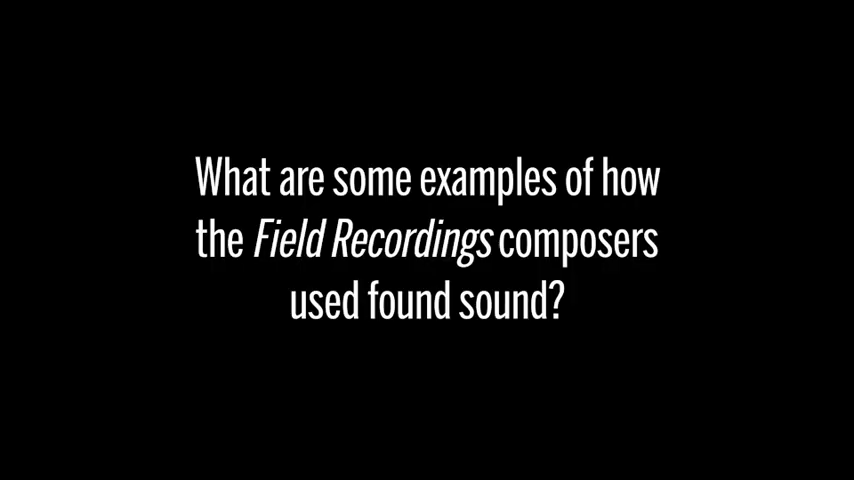 What are some examples of how
the Field Recordings composers
used found sound?